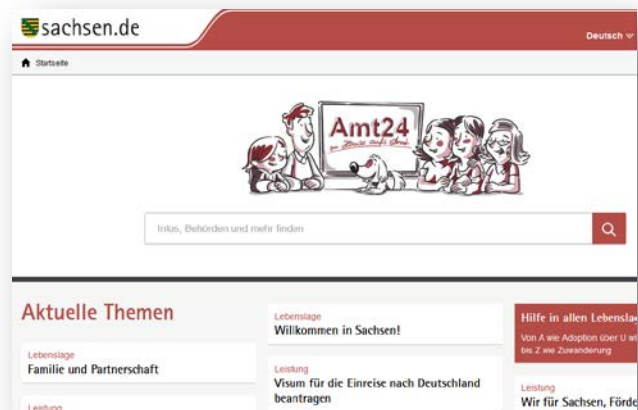 sachsen.de
Deutsch
Startseite
Amt24
Infos, Behörden und mehr finden
Aktuelle Themen
Lebenslage
Familie und Partnerschaft
Leistung
Lebenslage
Willkommen in Sachsen!
Leistung
Visum für die Einreise nach Deutschland
beantragen
Hilfe in allen Lebensla
Von A wie Adoption über U wi
bis Z wie Zuwanderung
Leistung
Wir für Sachsen, Förde